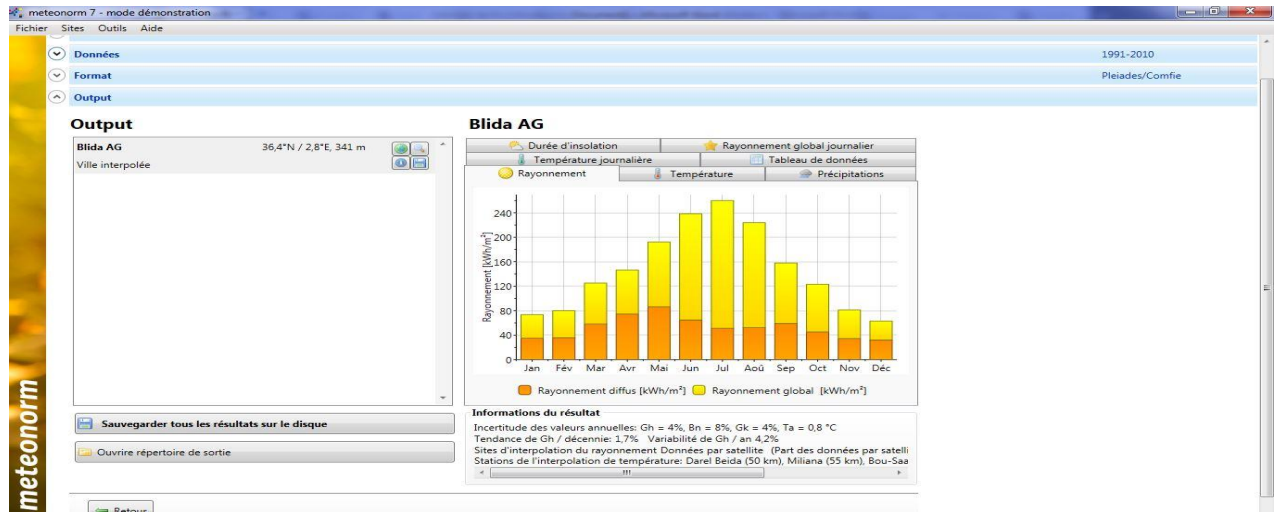 meteonorm 7 - mode démonstration
Fichier Sites Outils Aide
Données 1991-2010
Format Pleiades/Comfie
Output
Output
Blida AG 36,4°N / 2,8°E, 341 m
Ville interpolée
Sauvegarder tous les résultats sur le disque
Ouvrire répertoire de sortie
Retour
meteonorm
Blida AG
Durée d'insolation Rayonnement global journalier
Température journalière Tableau de données
Rayonnement Température Précipitations
Rayonnement [kWh/m²]
240
200
160
120
80
40
0
Jan Fév Mar Avr Mai Jun Jul Aoû Sep Oct Nov Déc
Rayonnement diffus [kWh/m²] Rayonnement global [kWh/m²]
Informations du résultat
Incertitude des valeurs annuelles: Gh = 4%, Bn = 8%, Gk = 4%, Ta = 0,8 °C
Tendance de Gh / décennie: 1,7% Variabilité de Gh / an 4,2%
Sites d'interpolation du rayonnement Données par satellite (Part des données par satelli
Stations de l'interpolation de température: Darel Beida (50 km), Miliana (55 km), Bou-Saa